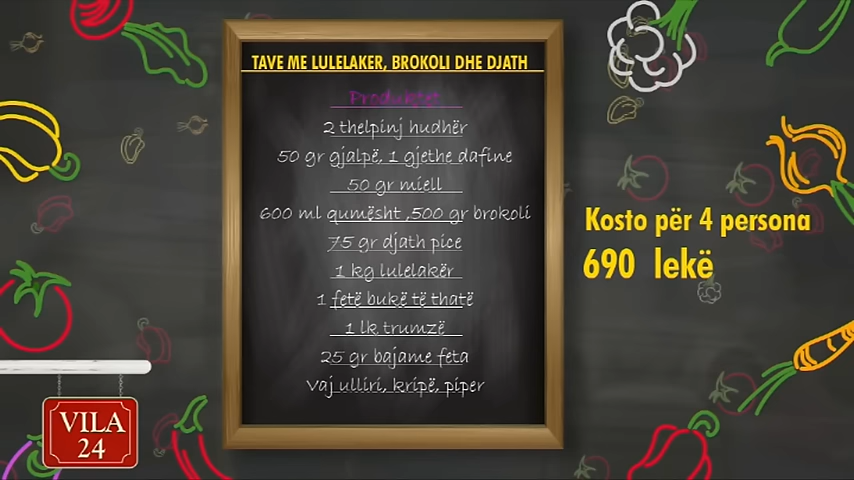 TAVE ME LULELAKER, BROKOLI DHE DJATH
Produktet
2 thelpinj hudhër
50 gr gjalpë, 1 gjethe dafine
50 gr miell
600 ml qumësht ,500 gr brokoli
75 gr djath pice
1 kg lulelakër
1 fetë bukë të thatë
1 lk trumzë
25 gr bajame feta
Vaj ulliri, kripë, piper
Kosto për 4 persona
690 lekë
VILA
24